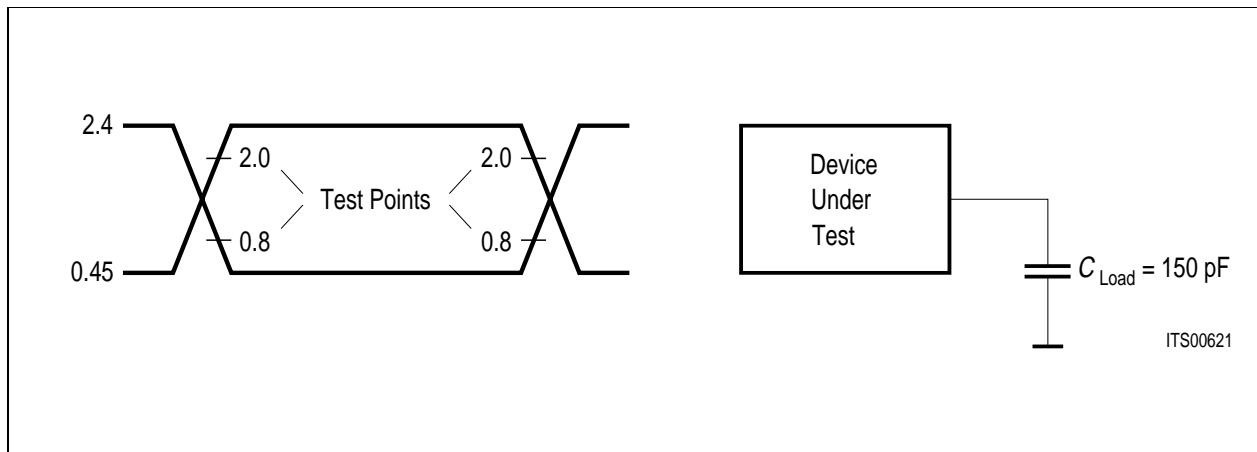 2.4
2.0
2.0
Test Points
0.8
0.8
0.45
Device
Under
Test
C Load = 150 pF
ITS00621